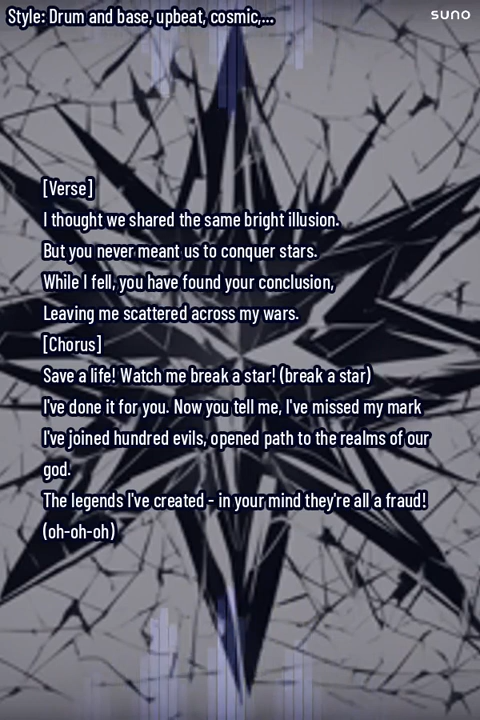 Style: Drum and base, upbeat, cosmic,...
suno
[Verse]
I thought we shared the same bright illusion.
But you never meant us to conquer stars.
While I fell, you have found your conclusion,
Leaving me scattered across my wars.
[Chorus]
Save a life! Watch me break a star! (break a star)
I've done it for you. Now you tell me, I've missed my mark
I've joined hundred evils, opened path to the realms of our
god.
The legends I've created - in your mind they're all a fraud!
(oh-oh-oh)